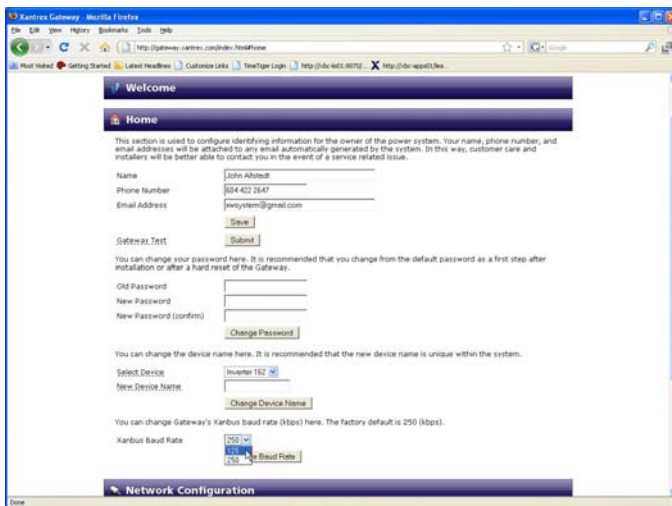 Xantrex Gateway - Mozilla Firefox
File Edit View History Bookmarks Tools Help
http://gateway.xantrex.com/index.html#home
Google
Most Visited Getting Started Latest Headlines Customize Links TimeTiger Login
Welcome
Home
This section is used to configure identifying information for the owner of the power system. Your name, phone number, and
email addresses will be attached to any email automatically generated by the system. In this way, customer care and
installers will be better able to contact you in the event of a service related issue.
Name John Altstedt
Phone Number 604 422 2647
Email Address xwsystem@gmail.com
Save
Gateway Test Submit
You can change your password here. It is recommended that you change from the default password as a first step after
installation or after a hard reset of the Gateway.
Old Password
New Password
New Password (confirm)
Change Password
You can change the device name here. It is recommended that the new device name is unique within the system.
Select Device Inverter 162
New Device Name
Change Device Name
You can change Gateway's Xanbus baud rate (kbps) here. The factory default is 250 (kbps).
Xanbus Baud Rate 250
125
250 e Baud Rate
Network Configuration
Done